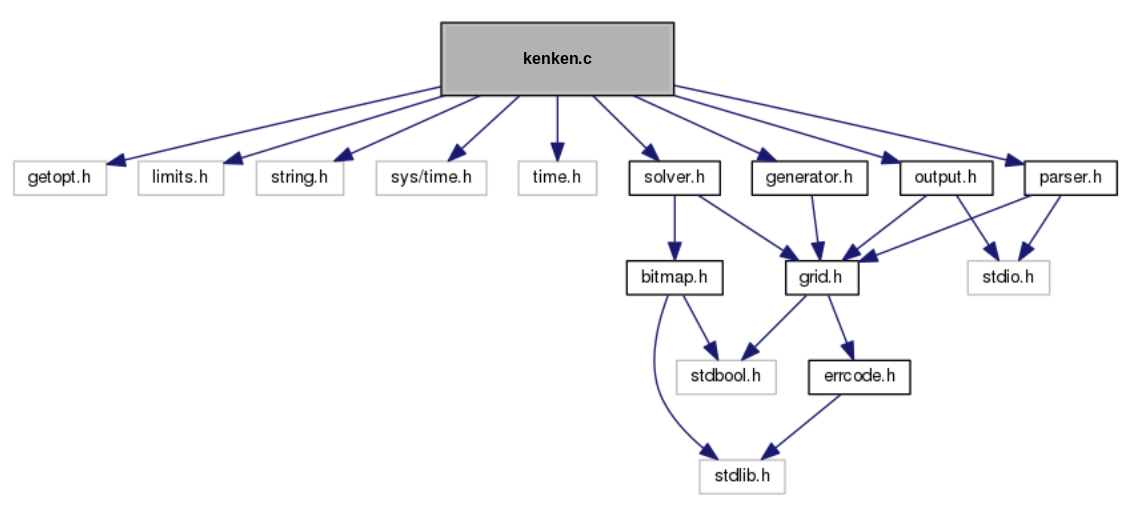 kenken.c
getopt.h
limits.h
string.h
sys/time.h
time.h
solver.h
generator.h
output.h
parser.h
bitmap.h
grid.h
stdio.h
stdbool.h
errcode.h
stdlib.h